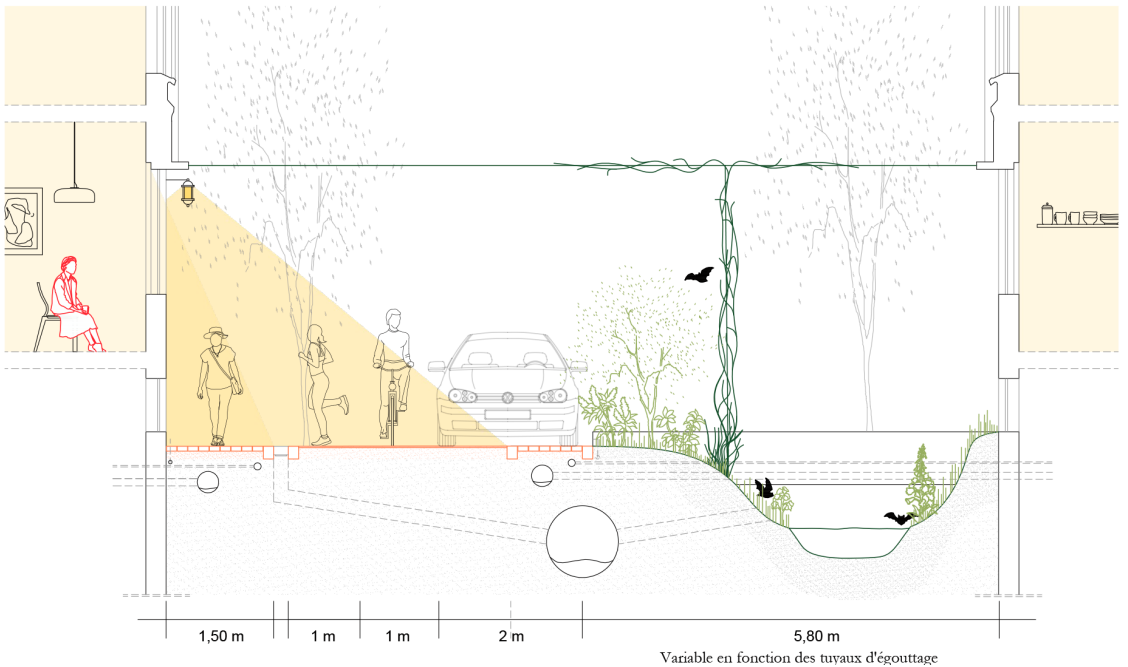 1,50 m 1 m 1 m 2 m 5,80 m
Variable en fonction des tuyaux d'égouttage